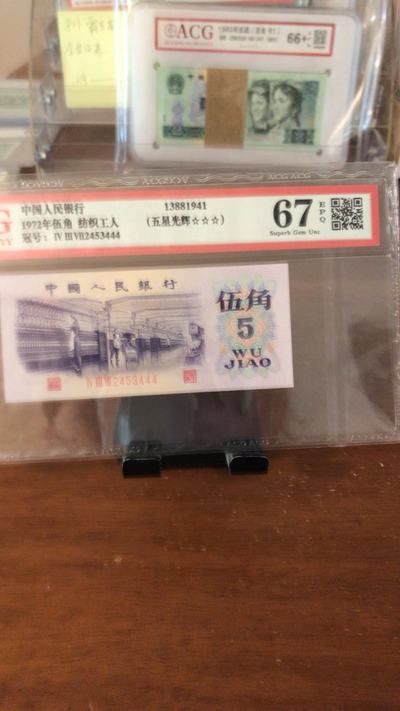 ACG
66+
中国人民银行
1972年伍角 纺织工人
冠号: Ⅳ Ⅲ Ⅶ2453444
13881941
(五星光辉☆☆☆)
67 EPQ
Superb Gem Unc
中國人民銀行
伍角
5
WU
JIAO
Ⅳ Ⅲ Ⅶ 2453444